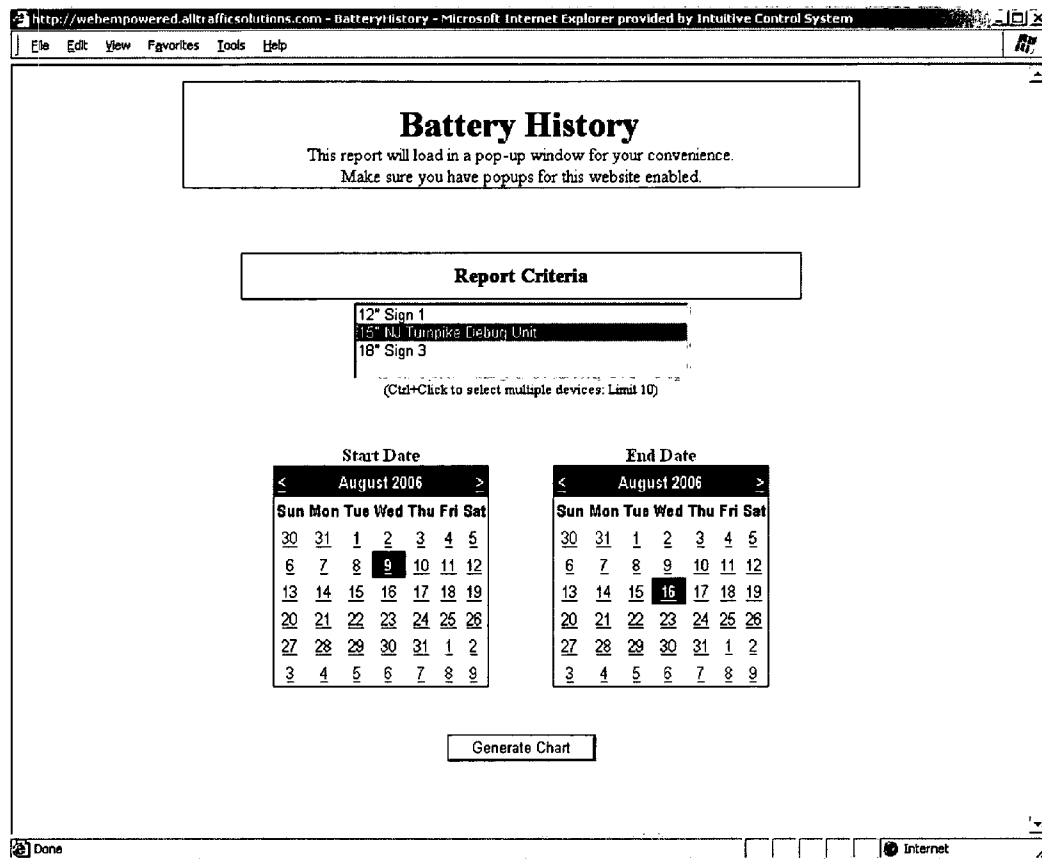 http://webempowered.alltrafficsolutions.com - BatteryHistory - Microsoft Internet Explorer provided by Intuitive Control System
File Edit View Favorites Tools Help
Battery History
This report will load in a pop-up window for your convenience.
Make sure you have popups for this website enabled.
Report Criteria
12" Sign 1
15" NJ Turnpike Debug Unit
18" Sign 3
(Ctrl+Click to select multiple devices: Limit 10)
Start Date End Date
< August 2006 > < August 2006 >
Sun Mon Tue Wed Thu Fri Sat Sun Mon Tue Wed Thu Fri Sat
30 31 1 2 3 4 5 30 31 1 2 3 4 5
6 7 8 9 10 11 12 6 7 8 9 10 11 12
13 14 15 16 17 18 19 13 14 15 16 17 18 19
20 21 22 23 24 25 26 20 21 22 23 24 25 26
27 28 29 30 31 1 2 27 28 29 30 31 1 2
3 4 5 6 7 8 9 3 4 5 6 7 8 9
Generate Chart
Done Internet